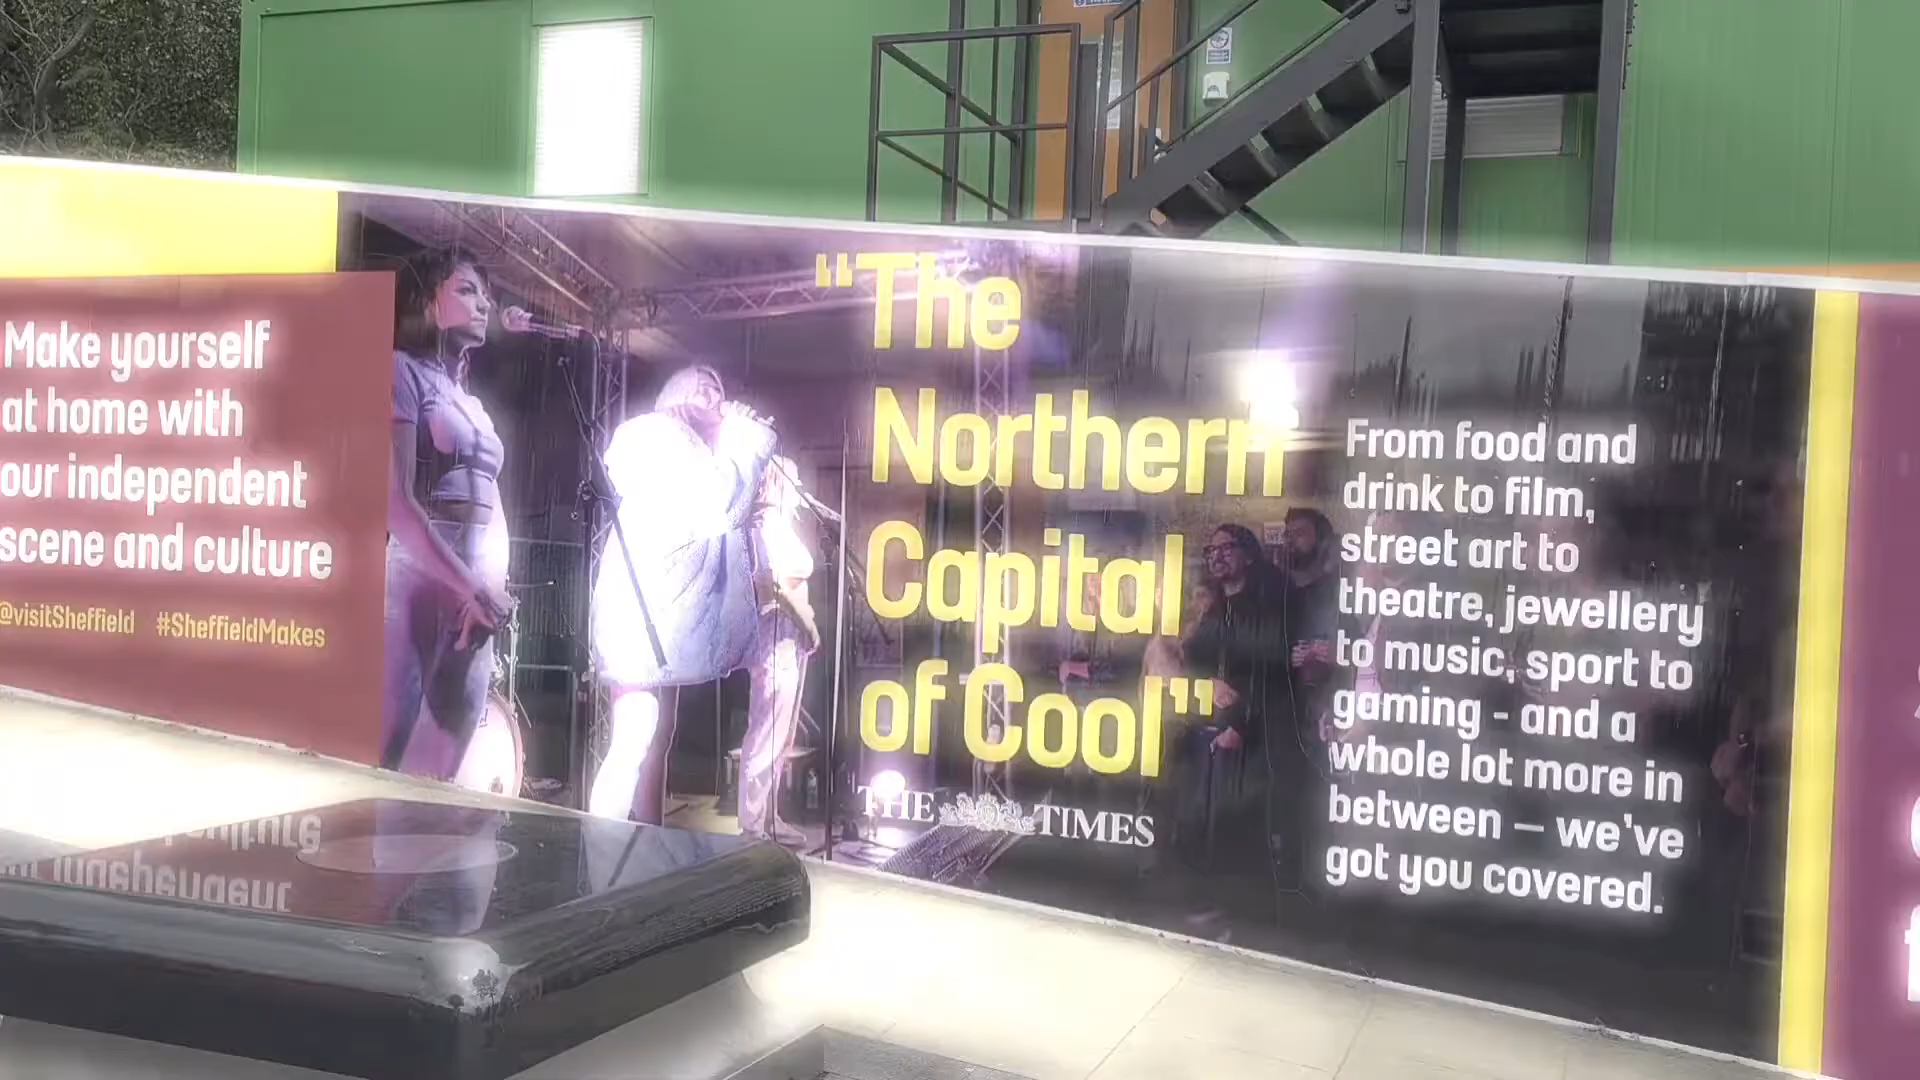 Make yourself
at home with
our independent
scene and culture
@visitSheffield #SheffieldMakes
“The
Northern
Capital
of Cool”
THE TIMES
From food and
drink to film,
street art to
theatre, jewellery
to music, sport to
gaming - and a
whole lot more in
between – we've
got you covered.